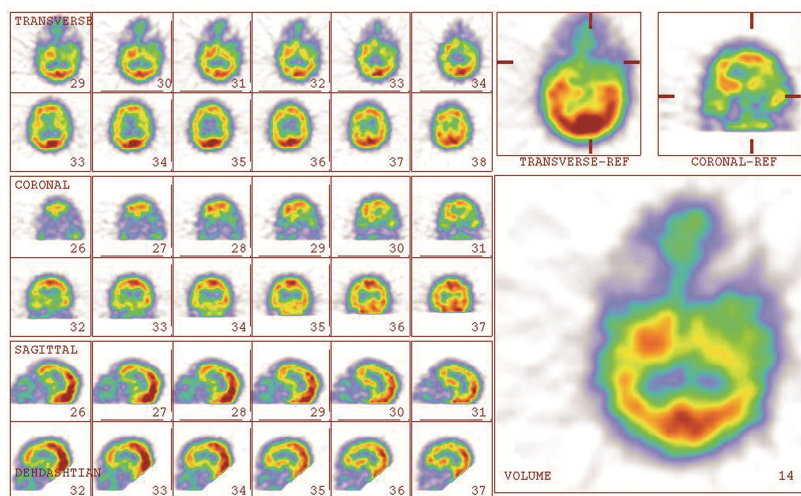 TRANSVERSE
29 30 31 32 33 34
33 34 35 36 37 38
TRANSVERSE-REF CORONAL-REF
CORONAL
26 27 28 29 30 31
32 33 34 35 36 37
SAGITTAL
26 27 28 29 30 31
DEHDASHTIAN
32 33 34 35 36 37
VOLUME 14